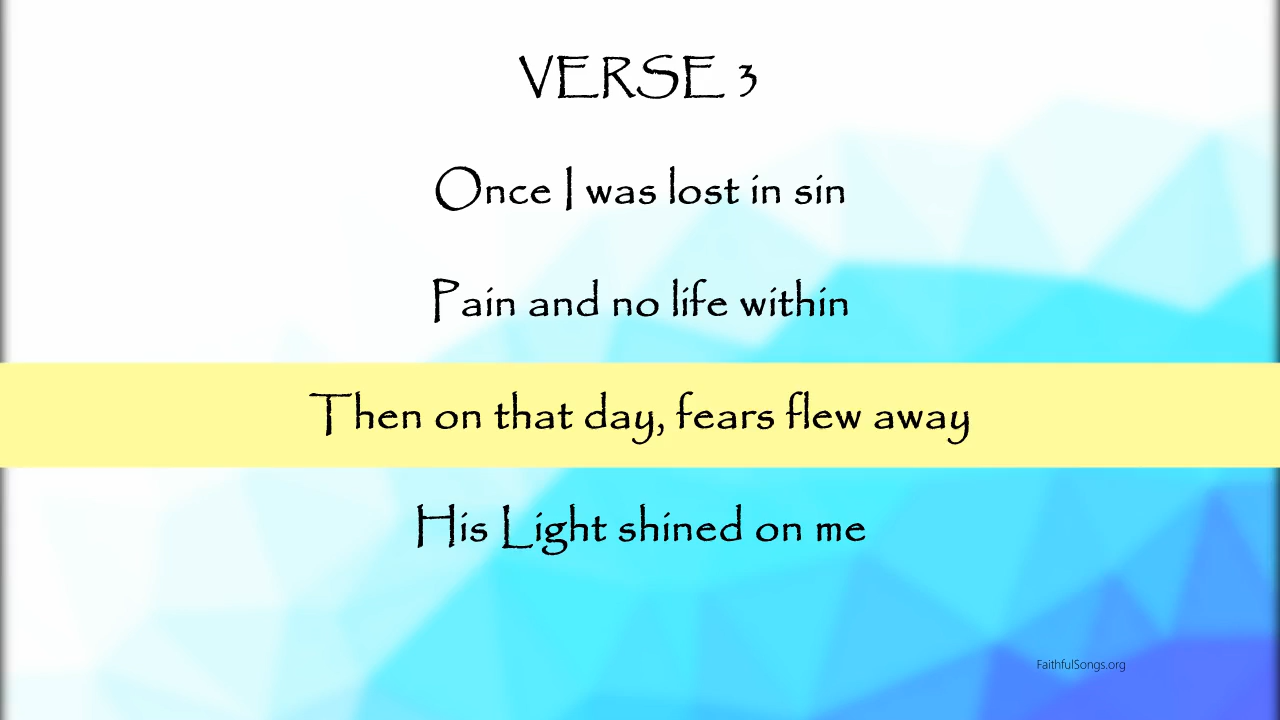 VERSE 3
Once I was lost in sin
Pain and no life within
Then on that day, fears flew away
His Light shined on me
FaithfulSongs.org